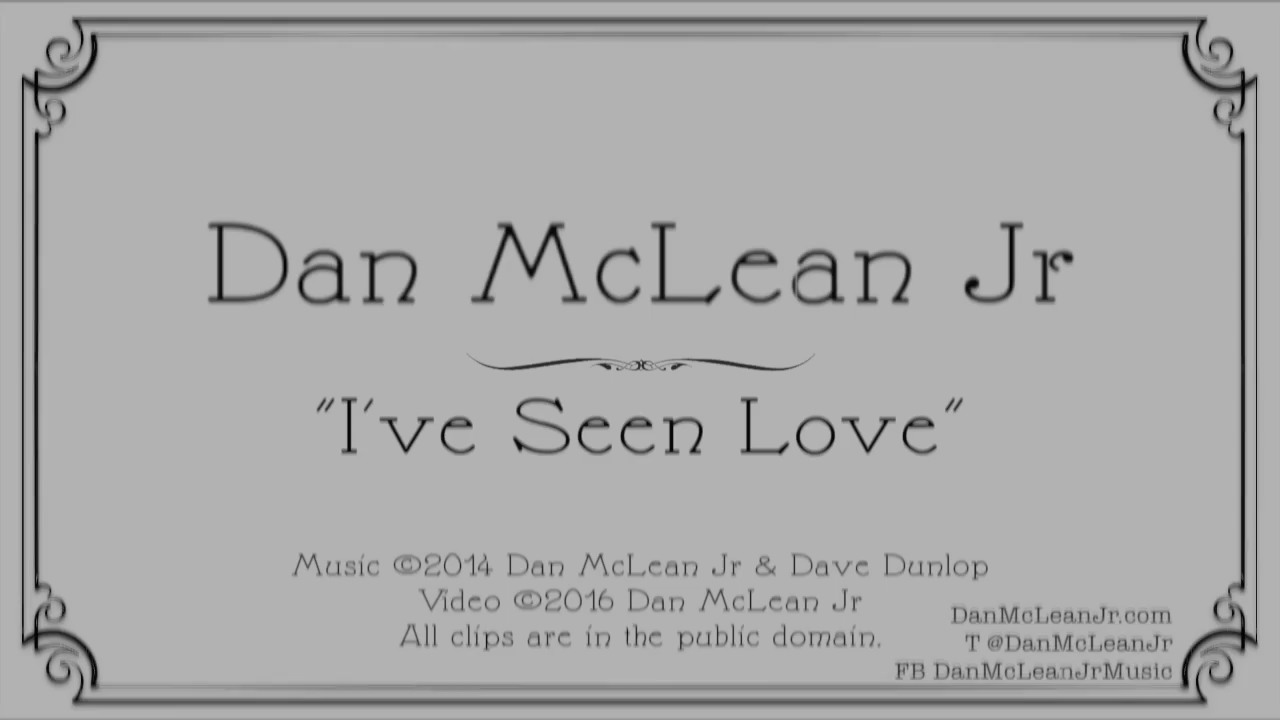 Dan McLean Jr
"I've Seen Love"
Music ©2014 Dan McLean Jr & Dave Dunlop
Video ©2016 Dan McLean Jr
All clips are in the public domain.
DanMcLeanJr.com
T @DanMcLeanJr
FB DanMcLeanJrMusic